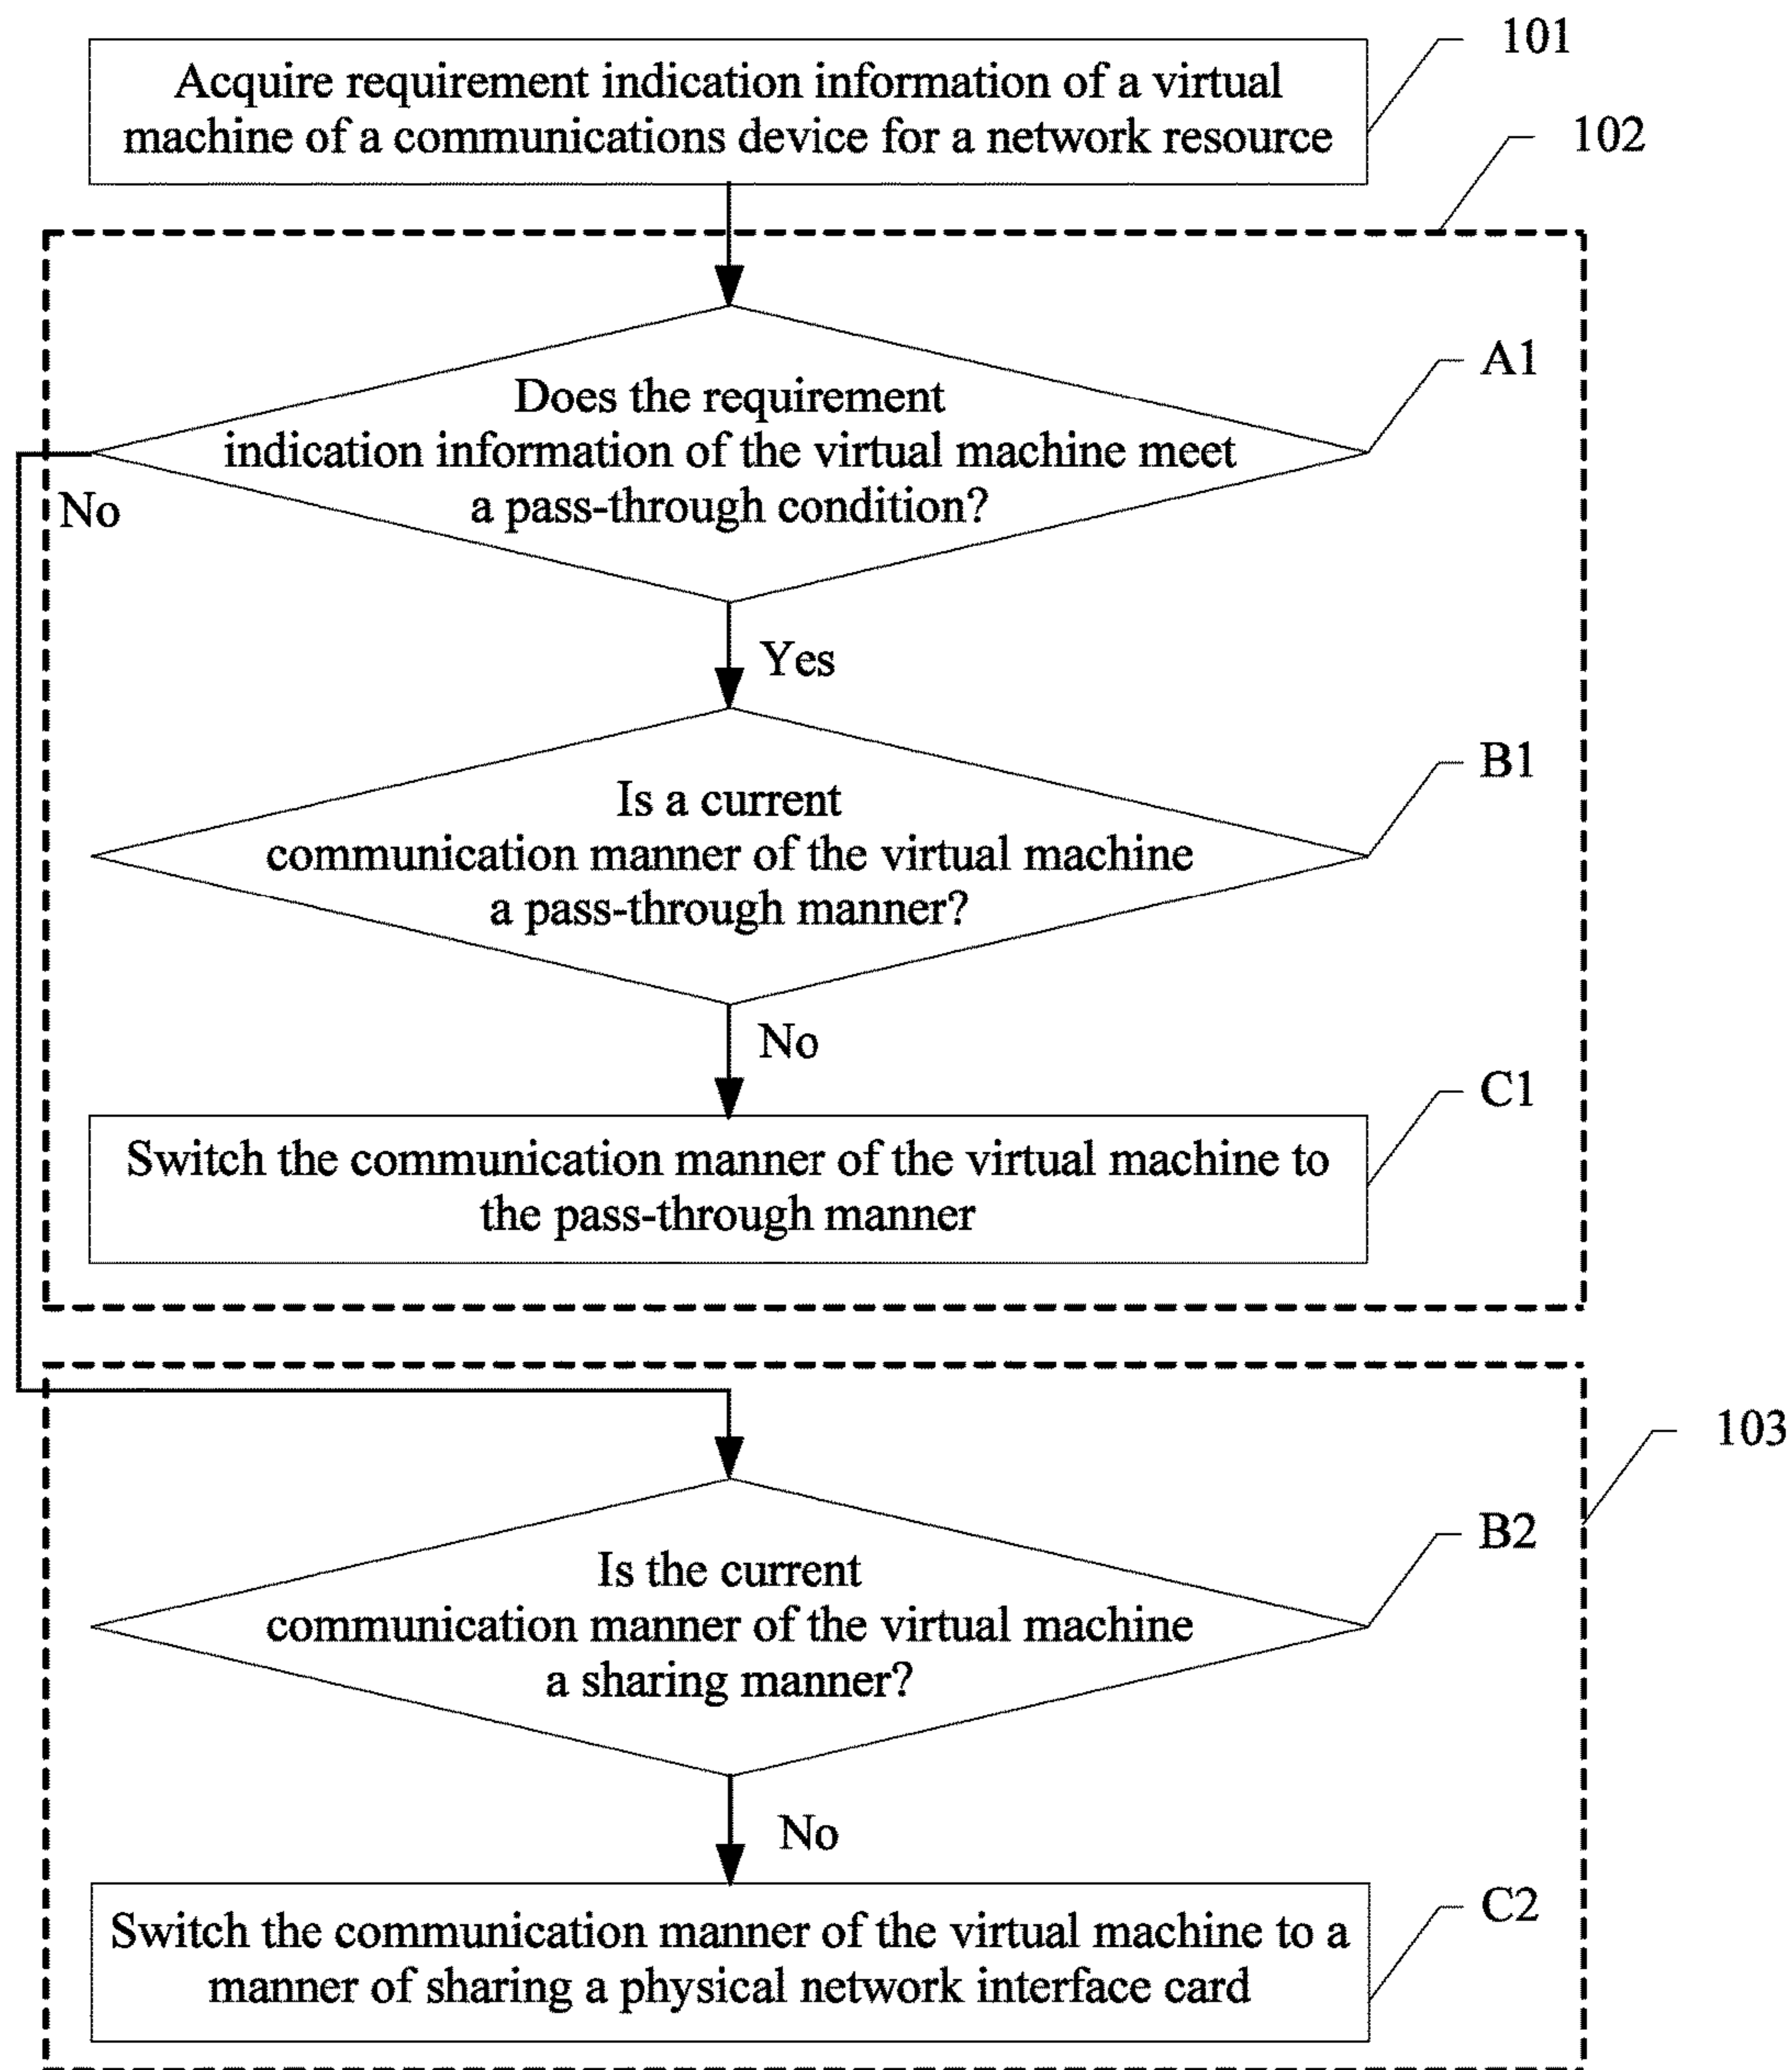 101
Acquire requirement indication information of a virtual
machine of a communications device for a network resource
102
A1
Does the requirement
indication information of the virtual machine meet
a pass-through condition?
No
Yes
B1
Is a current
communication manner of the virtual machine
a pass-through manner?
No
C1
Switch the communication manner of the virtual machine to
the pass-through manner
103
B2
Is the current
communication manner of the virtual machine
a sharing manner?
No
C2
Switch the communication manner of the virtual machine to a
manner of sharing a physical network interface card